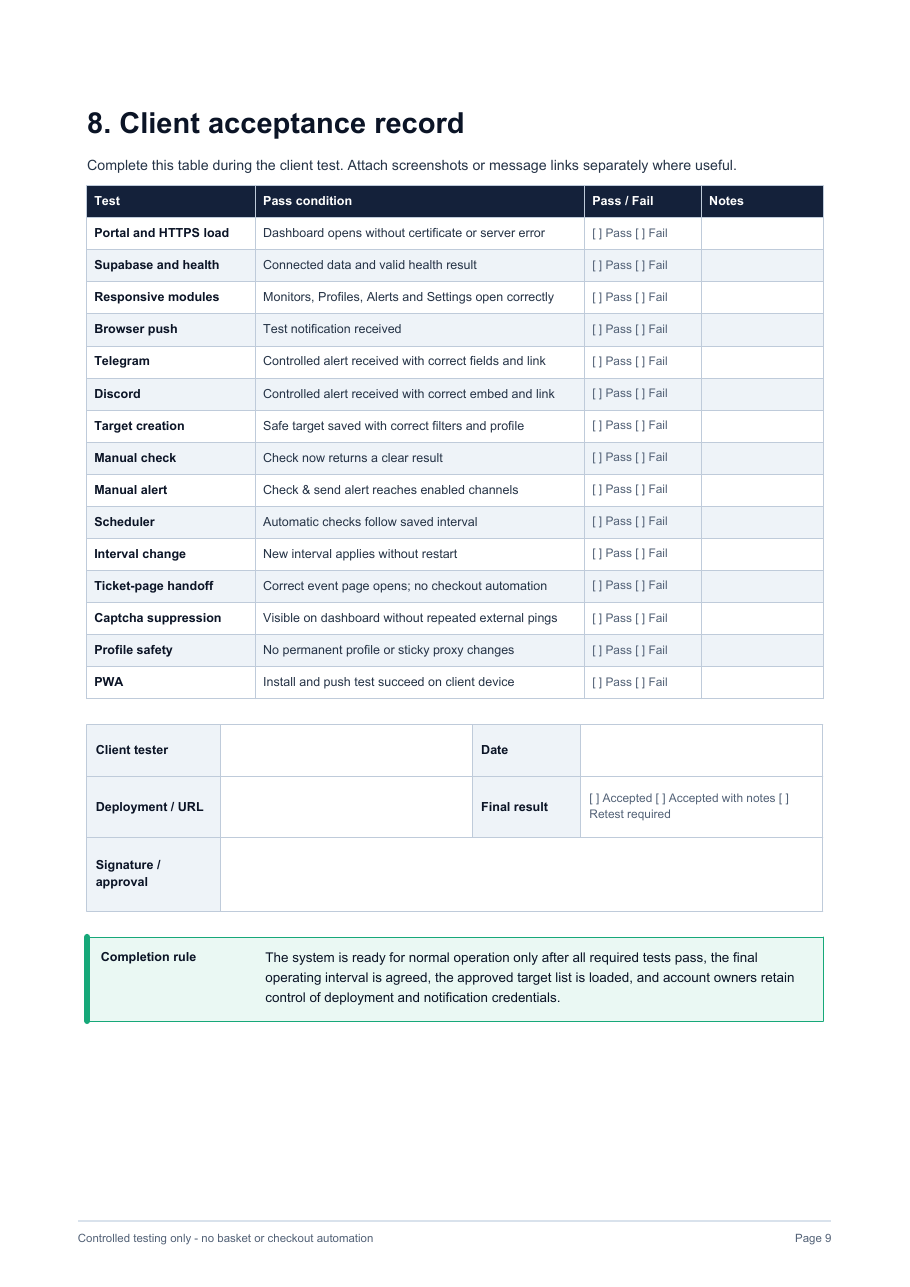 8. Client acceptance record
Complete this table during the client test. Attach screenshots or message links separately where useful.
Test Pass condition Pass / Fail Notes
Portal and HTTPS load Dashboard opens without certificate or server error [ ] Pass [ ] Fail
Supabase and health Connected data and valid health result [ ] Pass [ ] Fail
Responsive modules Monitors, Profiles, Alerts and Settings open correctly [ ] Pass [ ] Fail
Browser push Test notification received [ ] Pass [ ] Fail
Telegram Controlled alert received with correct fields and link [ ] Pass [ ] Fail
Discord Controlled alert received with correct embed and link [ ] Pass [ ] Fail
Target creation Safe target saved with correct filters and profile [ ] Pass [ ] Fail
Manual check Check now returns a clear result [ ] Pass [ ] Fail
Manual alert Check & send alert reaches enabled channels [ ] Pass [ ] Fail
Scheduler Automatic checks follow saved interval [ ] Pass [ ] Fail
Interval change New interval applies without restart [ ] Pass [ ] Fail
Ticket-page handoff Correct event page opens; no checkout automation [ ] Pass [ ] Fail
Captcha suppression Visible on dashboard without repeated external pings [ ] Pass [ ] Fail
Profile safety No permanent profile or sticky proxy changes [ ] Pass [ ] Fail
PWA Install and push test succeed on client device [ ] Pass [ ] Fail
Client tester Date
Deployment / URL Final result [ ] Accepted [ ] Accepted with notes [ ]
Retest required
Signature /
approval
Completion rule The system is ready for normal operation only after all required tests pass, the final
operating interval is agreed, the approved target list is loaded, and account owners retain
control of deployment and notification credentials.
Controlled testing only - no basket or checkout automation Page 9